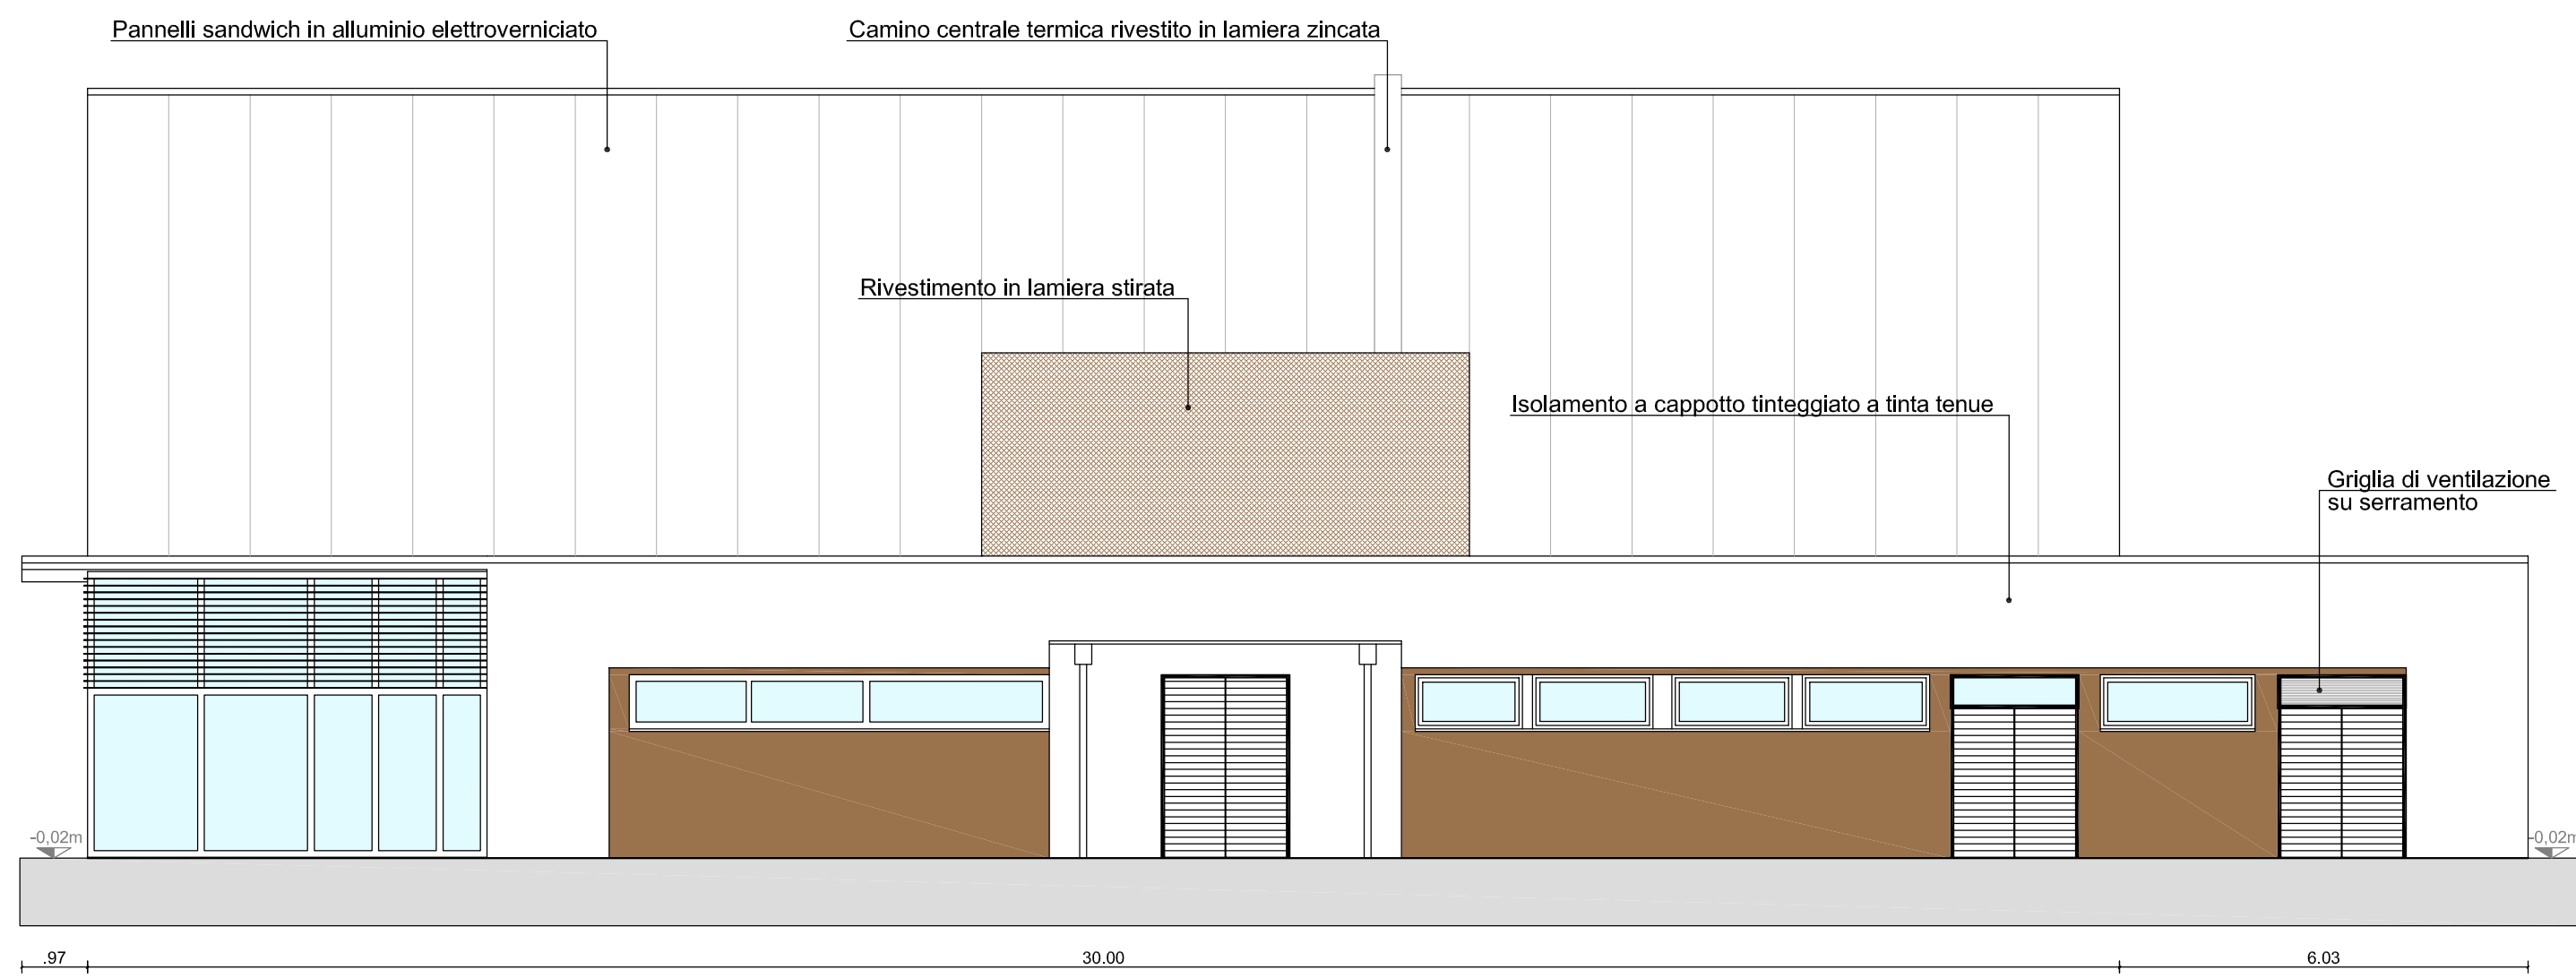 Pannelli sandwich in alluminio elettroverniciato
Camino centrale termica rivestito in lamiera zincata
Rivestimento in lamiera stirata
Isolamento a cappotto tinteggiato a tinta tenue
Griglia di ventilazione
su serramento
-0,02m
-0,02m
.97
30.00
6.03